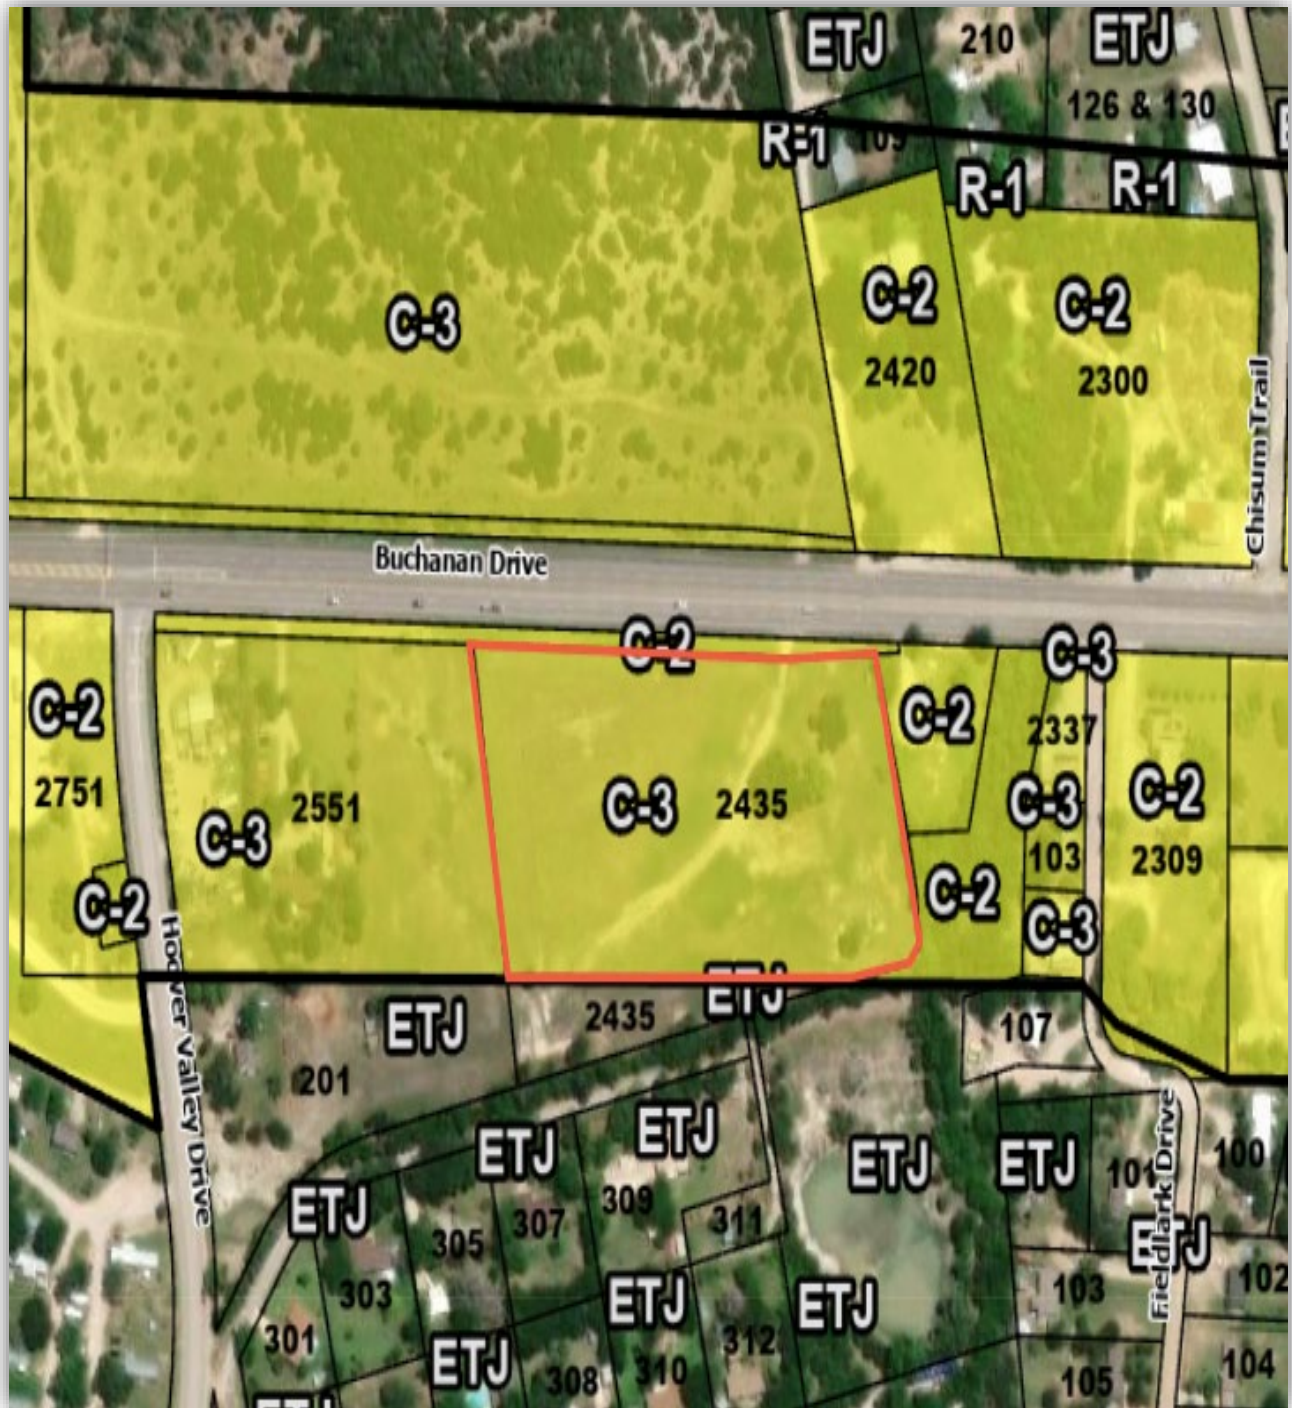 ETJ
210
ETJ
126 & 130
R-1
109
R-1
R-1
C-3
C-2
2420
C-2
2300
Chisum Trail
Buchanan Drive
C-2
C-3
C-2
2751
C-2
C-3
2551
C-3
2435
C-2
2337
C-3
103
C-2
2309
C-2
C-3
Hoover Valley Drive
ETJ
201
2435
ETJ
107
ETJ
ETJ
ETJ
ETJ
101
100
ETJ
303
305
307
309
311
ETJ
Fieldlark Drive
301
ETJ
ETJ
103
102
ETJ
308
310
312
105
104